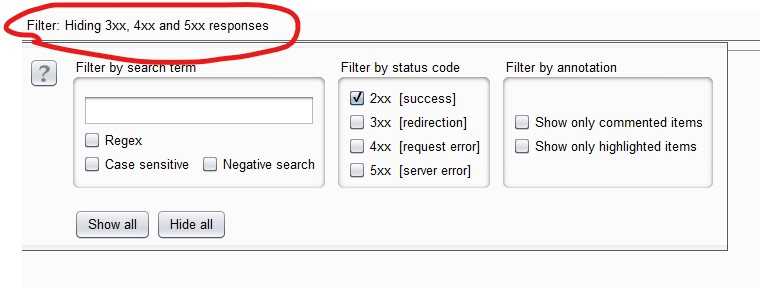 Filter: Hiding 3xx, 4xx and 5xx responses
?
Filter by search term
Regex
Case sensitive
Negative search
Filter by status code
2xx [success]
3xx [redirection]
4xx [request error]
5xx [server error]
Filter by annotation
Show only commented items
Show only highlighted items
Show all
Hide all